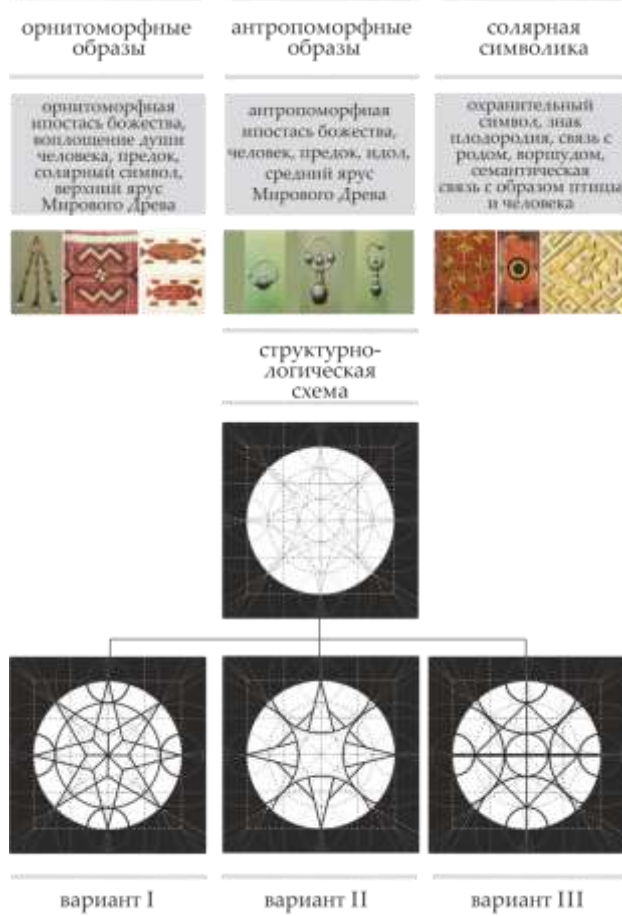 орнитоморфные
образы
антропоморфные
образы
солярная
символика
орнитоморфная
ипостась божества,
воплощение души
человека, предок,
солярный символ,
верхний ярус
Мирового Древа
антропоморфная
ипостась божества,
человек, предок, идол,
средний ярус
Мирового Древа
охранительный
символ, знак
плодородия, связь с
родом, воршудом,
семантическая
связь с образом птицы
и человека
структурно-
логическая
схема
вариант I
вариант II
вариант III